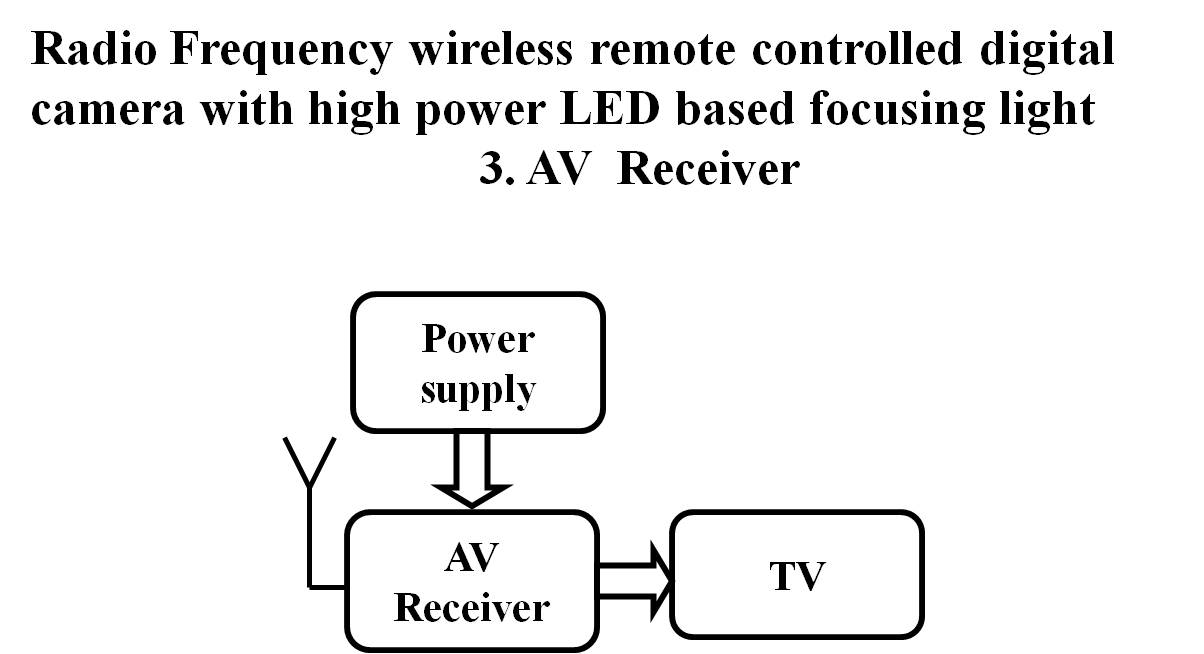 Radio Frequency wireless remote controlled digital
camera with high power LED based focusing light
3. AV Receiver
Power
supply
AV
Receiver
TV